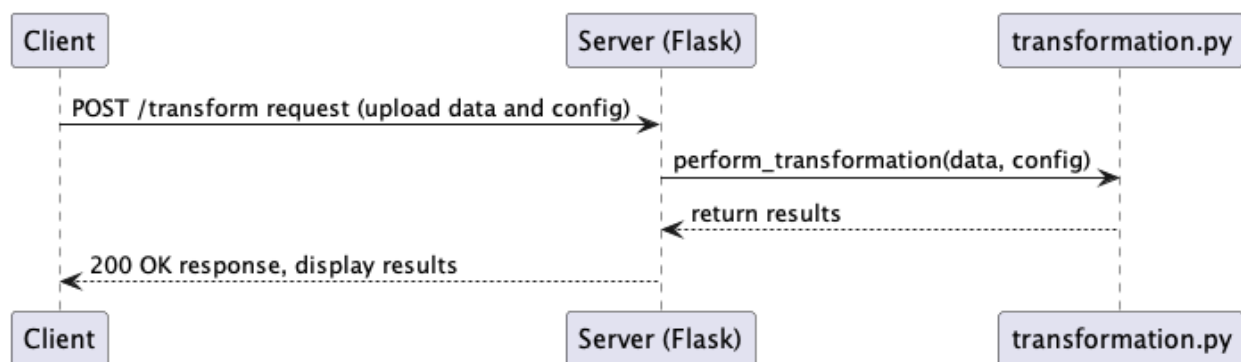 Client
Server (Flask)
transformation.py
POST /transform request (upload data and config)
perform_transformation(data, config)
return results
200 OK response, display results
Client
Server (Flask)
transformation.py